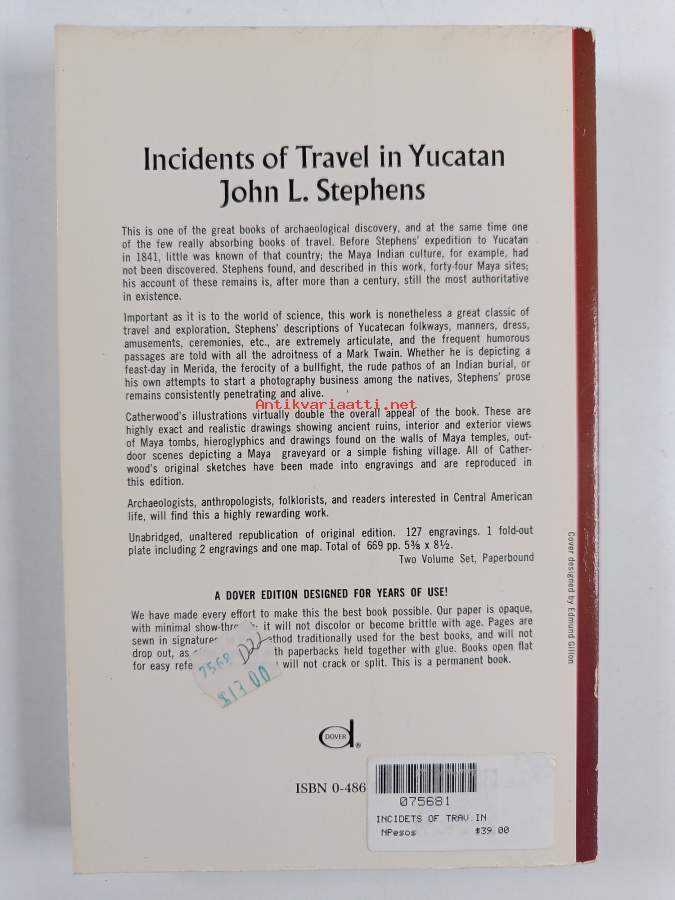 Incidents of Travel in Yucatan
John L. Stephens
This is one of the great books of archaeological discovery, and at the same time one
of the few really absorbing books of travel. Before Stephens' expedition to Yucatan
in 1841, little was known of that country; the Maya Indian culture, for example, had
not been discovered. Stephens found, and described in this work, forty-four Maya sites;
his account of these remains is, after more than a century, still the most authoritative
in existence.
Important as it is to the world of science, this work is nonetheless a great classic of
travel and exploration. Stephens' descriptions of Yucatecan folkways, manners, dress,
amusements, ceremonies, etc., are extremely articulate, and the frequent humorous
passages are told with all the adroitness of a Mark Twain. Whether he is depicting a
feast-day in Merida, the ferocity of a bullfight, the rude pathos of an Indian burial, or
his own attempts to start a photography business among the natives, Stephens' prose
remains consistently penetrating and alive.
Antikvariaatti.net
Catherwood's illustrations virtually double the overall appeal of the book. These are
highly exact and realistic drawings showing ancient ruins, interior and exterior views
of Maya tombs, hieroglyphics and drawings found on the walls of Maya temples, out-
door scenes depicting a Maya graveyard or a simple fishing village. All of Cather-
wood's original sketches have been made into engravings and are reproduced in
this edition.
Archaeologists, anthropologists, folklorists, and readers interested in Central American
life, will find this a highly rewarding work.
Unabridged, unaltered republication of original edition. 127 engravings. 1 fold-out
plate including 2 engravings and one map. Total of 669 pp. 5⅜ x 8½.
Two Volume Set, Paperbound
A DOVER EDITION DESIGNED FOR YEARS OF USE!
We have made every effort to make this the best book possible. Our paper is opaque,
with minimal show-through; it will not discolor or become brittle with age. Pages are
sewn in signatures, method traditionally used for the best books, and will not
drop out, as th paperbacks held together with glue. Books open flat
for easy refe will not crack or split. This is a permanent book.
7568
$13.00
Cover designed by Edmund Gillon
DOVER
®
ISBN 0-486
075681
INCIDETS OF TRAV.IN
NPesos $39.00